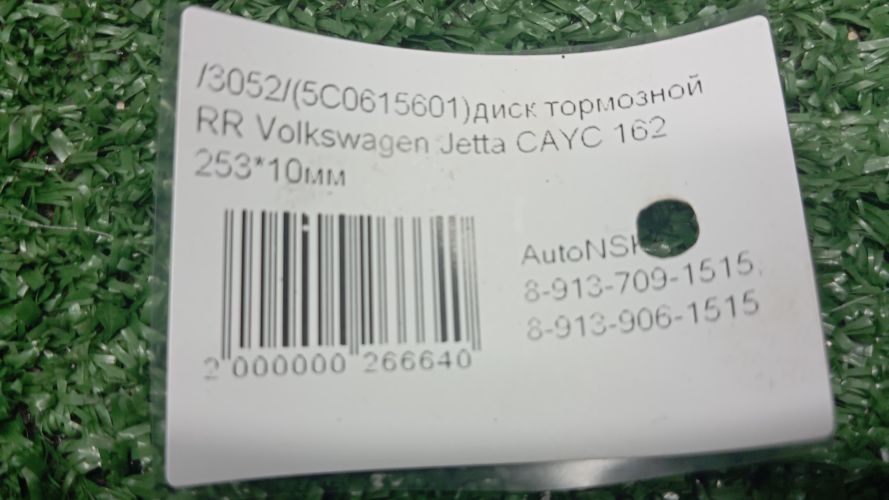 /3052/(5C0615601)диск тормозной
RR Volkswagen Jetta CAYC 162
253*10мм
2 000000 266640
8-913-709-1515,
8-913-906-1515